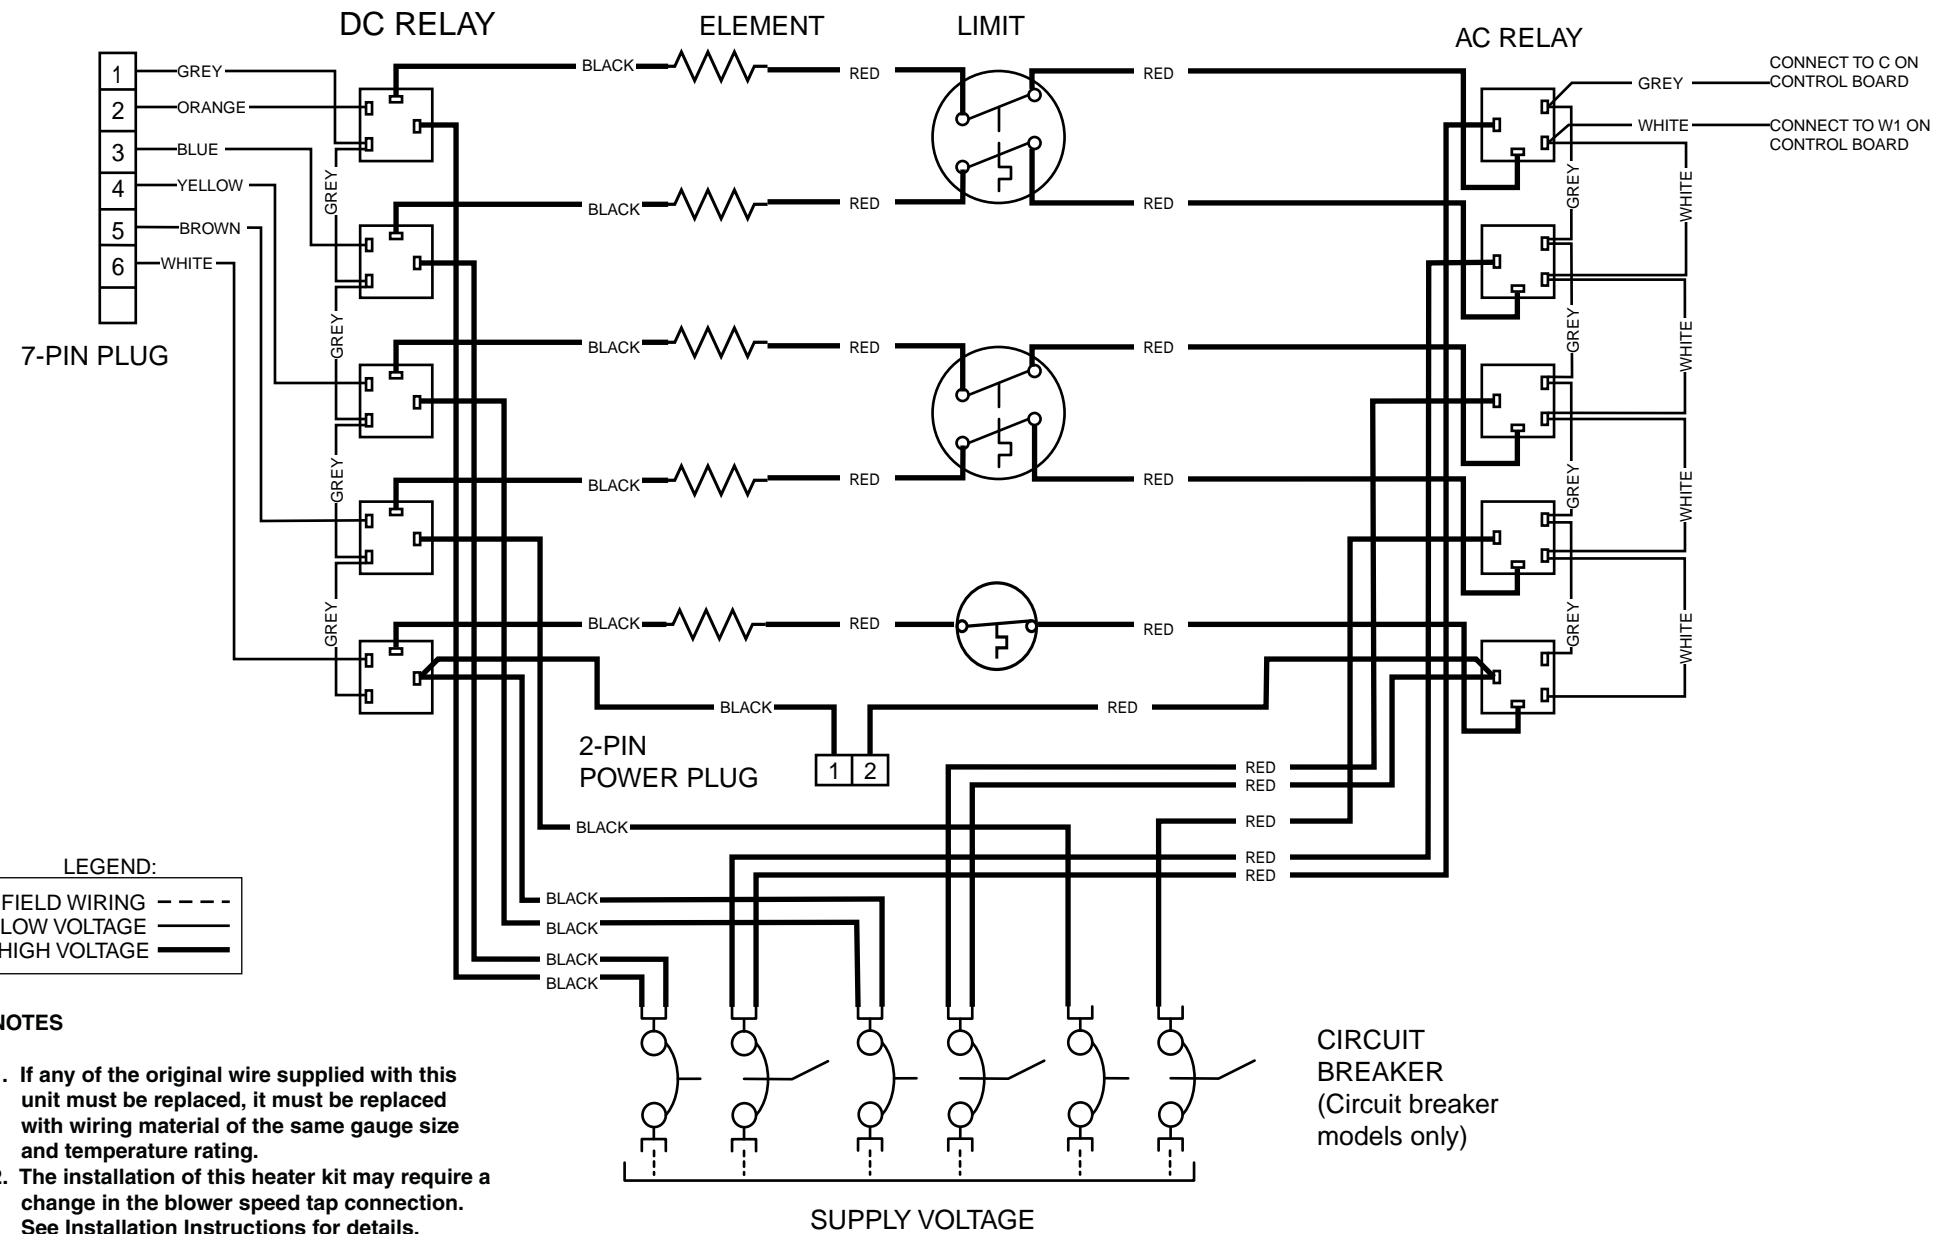 DC RELAY
ELEMENT
LIMIT
AC RELAY
1
GREY
2
ORANGE
3
BLUE
4
YELLOW
5
BROWN
6
WHITE
7-PIN PLUG
GREY
GREY
GREY
GREY
BLACK
RED
RED
BLACK
RED
RED
BLACK
RED
RED
BLACK
RED
RED
BLACK
RED
RED
GREY
CONNECT TO C ON
CONTROL BOARD
WHITE
CONNECT TO W1 ON
CONTROL BOARD
GREY
WHITE
GREY
WHITE
GREY
WHITE
GREY
WHITE
BLACK
RED
2-PIN
POWER PLUG
1 2
RED
RED
BLACK
RED
RED
RED
BLACK
BLACK
BLACK
BLACK
LEGEND:
FIELD WIRING
LOW VOLTAGE
HIGH VOLTAGE
NOTES
. If any of the original wire supplied with this
unit must be replaced, it must be replaced
with wiring material of the same gauge size
and temperature rating.
2. The installation of this heater kit may require a
change in the blower speed tap connection.
See Installation Instructions for details.
CIRCUIT
BREAKER
(Circuit breaker
models only)
SUPPLY VOLTAGE